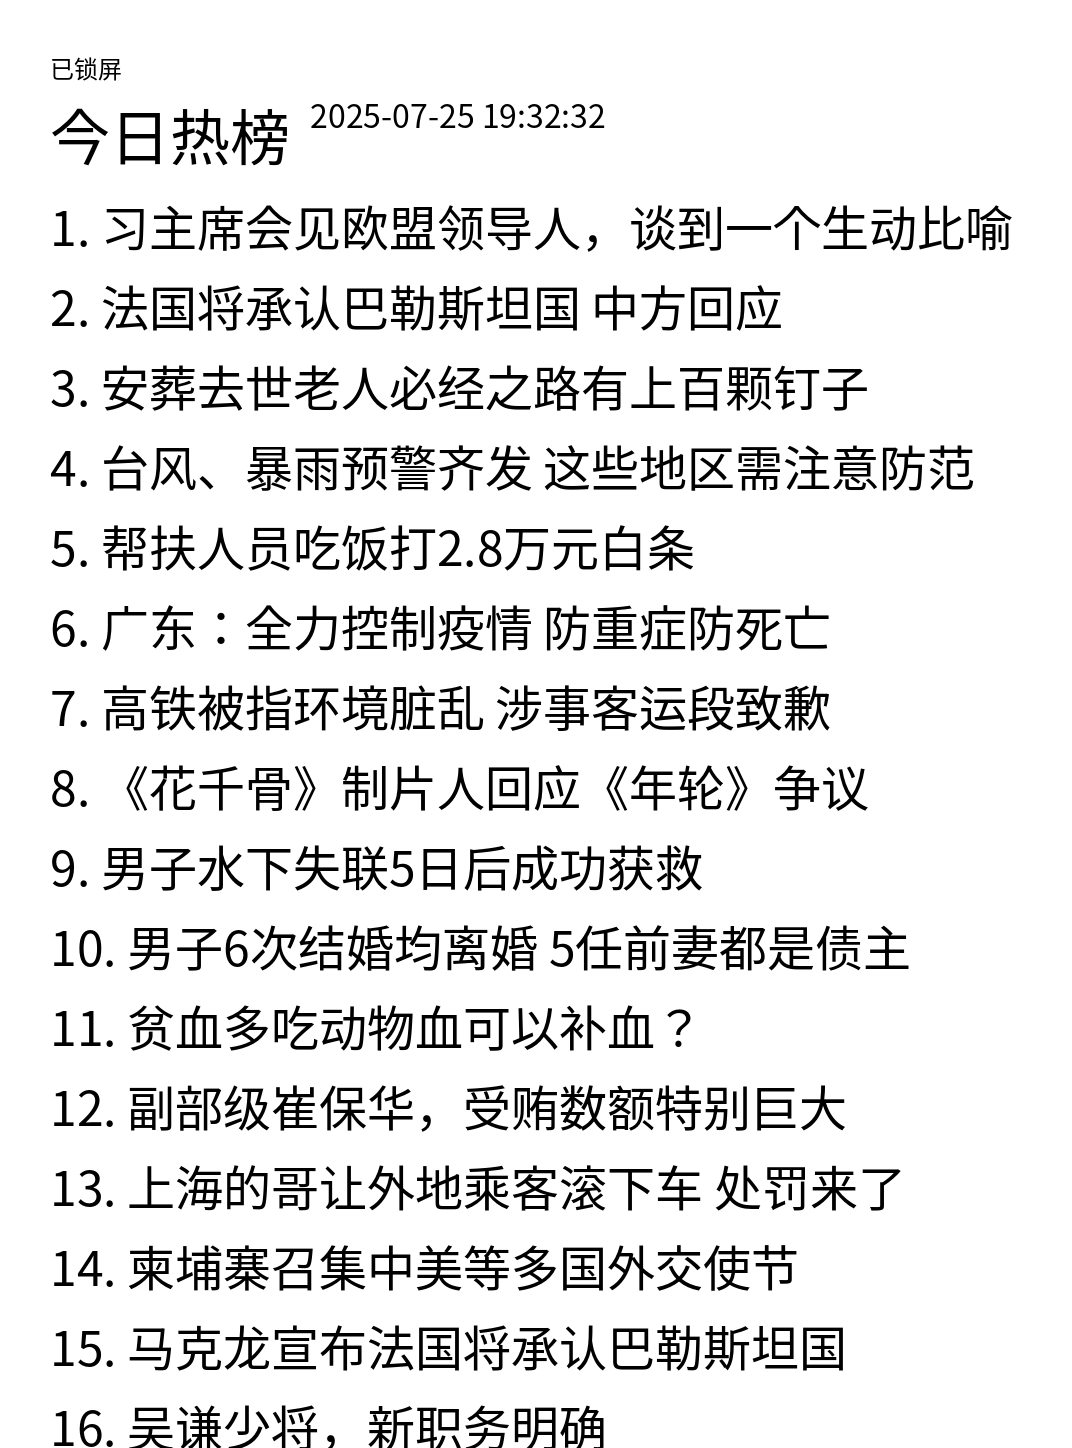 已锁屏
今日热榜 2025-07-25 19:32:32
1. 习主席会见欧盟领导人，谈到一个生动比喻
2. 法国将承认巴勒斯坦国 中方回应
3. 安葬去世老人必经之路有上百颗钉子
4. 台风、暴雨预警齐发 这些地区需注意防范
5. 帮扶人员吃饭打2.8万元白条
6. 广东：全力控制疫情 防重症防死亡
7. 高铁被指环境脏乱 涉事客运段致歉
8. 《花千骨》制片人回应《年轮》争议
9. 男子水下失联5日后成功获救
10. 男子6次结婚均离婚 5任前妻都是债主
11. 贫血多吃动物血可以补血？
12. 副部级崔保华，受贿数额特别巨大
13. 上海的哥让外地乘客滚下车 处罚来了
14. 柬埔寨召集中美等多国外交使节
15. 马克龙宣布法国将承认巴勒斯坦国
16. 吴谦少将，新职务明确